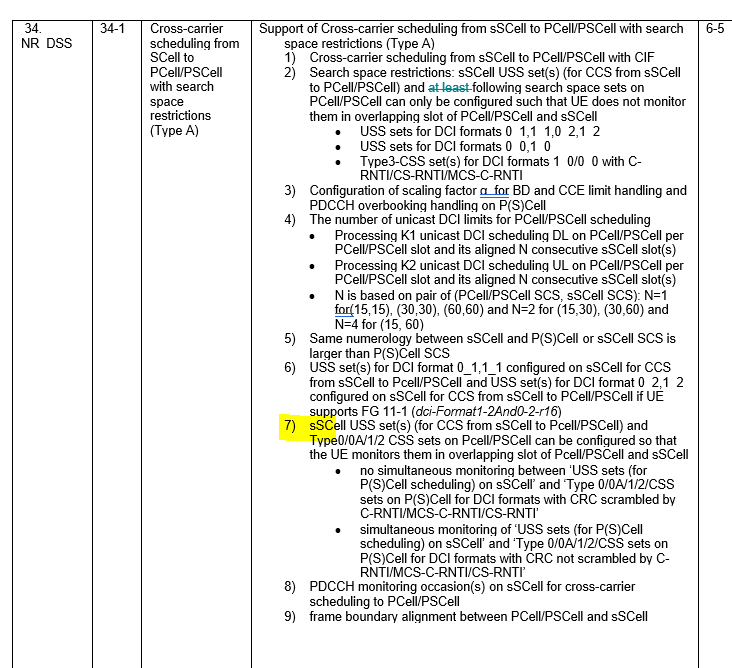 34.
NR DSS
34-1
Cross-carrier
scheduling from
SCell to
PCell/PSCell
with search
space
restrictions
(Type A)
Support of Cross-carrier scheduling from sSCell to PCell/PSCell with search
space restrictions (Type A)
1) Cross-carrier scheduling from sSCell to PCell/PSCell with CIF
2) Search space restrictions: sSCell USS set(s) (for CCS from sSCell
to PCell/PSCell) and at least following search space sets on
PCell/PSCell can only be configured such that UE does not monitor
them in overlapping slot of PCell/PSCell and sSCell
• USS sets for DCI formats 0_1,1_1,0_2,1_2
• USS sets for DCI formats 0_0,1_0
• Type3-CSS set(s) for DCI formats 1_0/0_0 with C-
RNTI/CS-RNTI/MCS-C-RNTI
3) Configuration of scaling factor α for BD and CCE limit handling and
PDCCH overbooking handling on P(S)Cell
4) The number of unicast DCI limits for PCell/PSCell scheduling
• Processing K1 unicast DCI scheduling DL on PCell/PSCell per
PCell/PSCell slot and its aligned N consecutive sSCell slot(s)
• Processing K2 unicast DCI scheduling UL on PCell/PSCell per
PCell/PSCell slot and its aligned N consecutive sSCell slot(s)
• N is based on pair of (PCell/PSCell SCS, sSCell SCS): N=1
for(15,15), (30,30), (60,60) and N=2 for (15,30), (30,60) and
N=4 for (15, 60)
5) Same numerology between sSCell and P(S)Cell or sSCell SCS is
larger than P(S)Cell SCS
6) USS set(s) for DCI format 0_1,1_1 configured on sSCell for CCS
from sSCell to Pcell/PSCell and USS set(s) for DCI format 0_2,1_2
configured on sSCell for CCS from sSCell to PCell/PSCell if UE
supports FG 11-1 (dci-Format1-2And0-2-r16)
7) sSCell USS set(s) (for CCS from sSCell to Pcell/PSCell) and
Type0/0A/1/2 CSS sets on Pcell/PSCell can be configured so that
the UE monitors them in overlapping slot of Pcell/PSCell and sSCell
• no simultaneous monitoring between ‘USS sets (for
P(S)Cell scheduling) on sSCell’ and ‘Type 0/0A/1/2/CSS
sets on P(S)Cell for DCI formats with CRC scrambled by
C-RNTI/MCS-C-RNTI/CS-RNTI’
• simultaneous monitoring of ‘USS sets (for P(S)Cell
scheduling) on sSCell’ and ‘Type 0/0A/1/2/CSS sets on
P(S)Cell for DCI formats with CRC not scrambled by C-
RNTI/MCS-C-RNTI/CS-RNTI’
8) PDCCH monitoring occasion(s) on sSCell for cross-carrier
scheduling to PCell/PSCell
9) frame boundary alignment between PCell/PSCell and sSCell
6-5